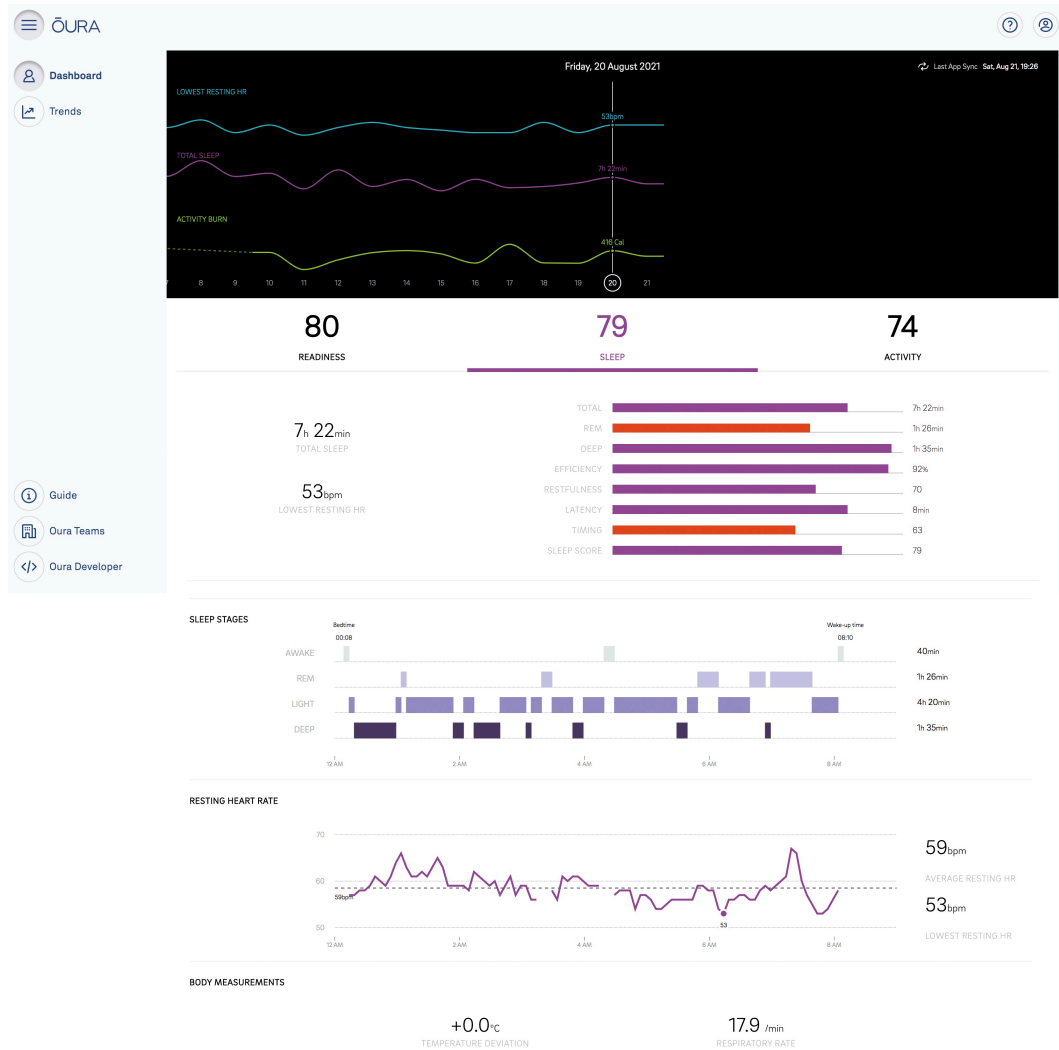 ŌURA
Dashboard
Trends
Guide
Oura Teams
Oura Developer
Friday, 20 August 2021
Last App Sync Sat, Aug 21, 19:26
LOWEST RESTING HR
53bpm
TOTAL SLEEP
7h 22min
ACTIVITY BURN
416 Cal
7 8 9 10 11 12 13 14 15 16 17 18 19 20 21
80 79 74
READINESS SLEEP ACTIVITY
7h 22min
TOTAL SLEEP
53bpm
LOWEST RESTING HR
TOTAL 7h 22min
REM 1h 26min
DEEP 1h 35min
EFFICIENCY 92%
RESTFULNESS 70
LATENCY 8min
TIMING 63
SLEEP SCORE 79
SLEEP STAGES
Bedtime Wake-up time
00:08 08:10
AWAKE 40min
REM 1h 26min
LIGHT 4h 20min
DEEP 1h 35min
12 AM 2 AM 4 AM 6 AM 8 AM
RESTING HEART RATE
70
60
59bpm
50
53
12 AM 2 AM 4 AM 6 AM 8 AM
59bpm
AVERAGE RESTING HR
53bpm
LOWEST RESTING HR
BODY MEASUREMENTS
+0.0°C 17.9 /min
TEMPERATURE DEVIATION RESPIRATORY RATE